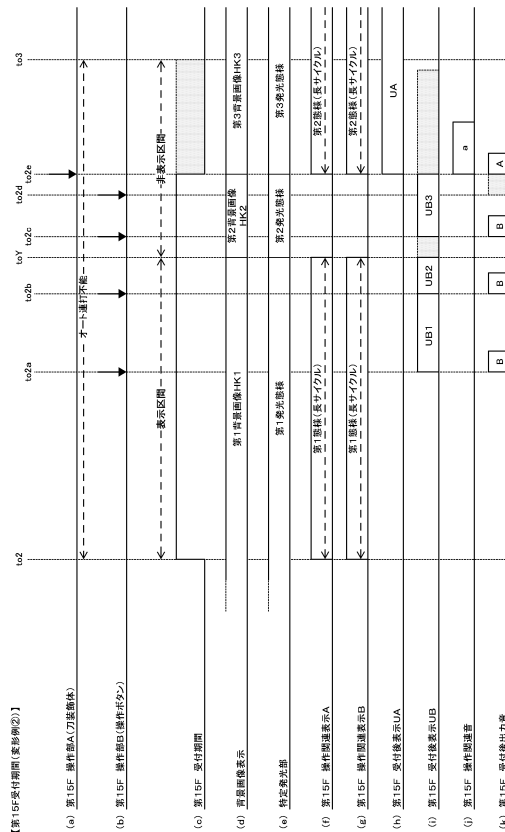 【第15F受付期間(変形例②)】
to2
to2a
to2b
toY
to2c
to2d
to2e
to3
(a) 第15F 操作部A(刀装飾体)
オート連打不能
(b) 第15F 操作部B(操作ボタン)
表示区間
非表示区間
(c) 第15F 受付期間
(d) 背景画像表示
第1背景画像HK1
第2背景画像
HK2
第3背景画像HK3
(e) 特定発光部
第1発光態様
第2発光態様
第3発光態様
(f) 第15F 操作関連表示A
第1態様(長サイクル)
第2態様(長サイクル)
(g) 第15F 操作関連表示B
第1態様(長サイクル)
第2態様(長サイクル)
(h) 第15F 受付後表示UA
UA
(i) 第15F 受付後表示UB
UB1
UB2
UB3
(j) 第15F 操作関連音
a
(k) 第15F 受付後出力音
B
B
B
A